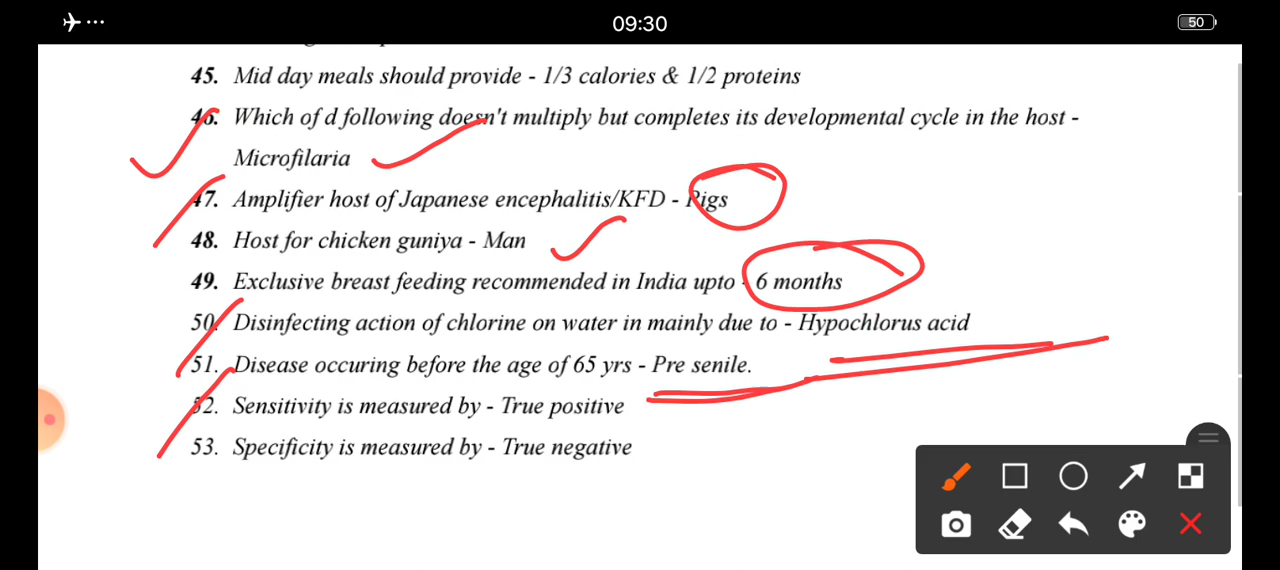 09:30
50
45. Mid day meals should provide - 1/3 calories & 1/2 proteins
46. Which of d following doesn't multiply but completes its developmental cycle in the host -
Microfilaria
47. Amplifier host of Japanese encephalitis/KFD - Pigs
48. Host for chicken guniya - Man
49. Exclusive breast feeding recommended in India upto - 6 months
50. Disinfecting action of chlorine on water in mainly due to - Hypochlorus acid
51. Disease occuring before the age of 65 yrs - Pre senile.
52. Sensitivity is measured by - True positive
53. Specificity is measured by - True negative